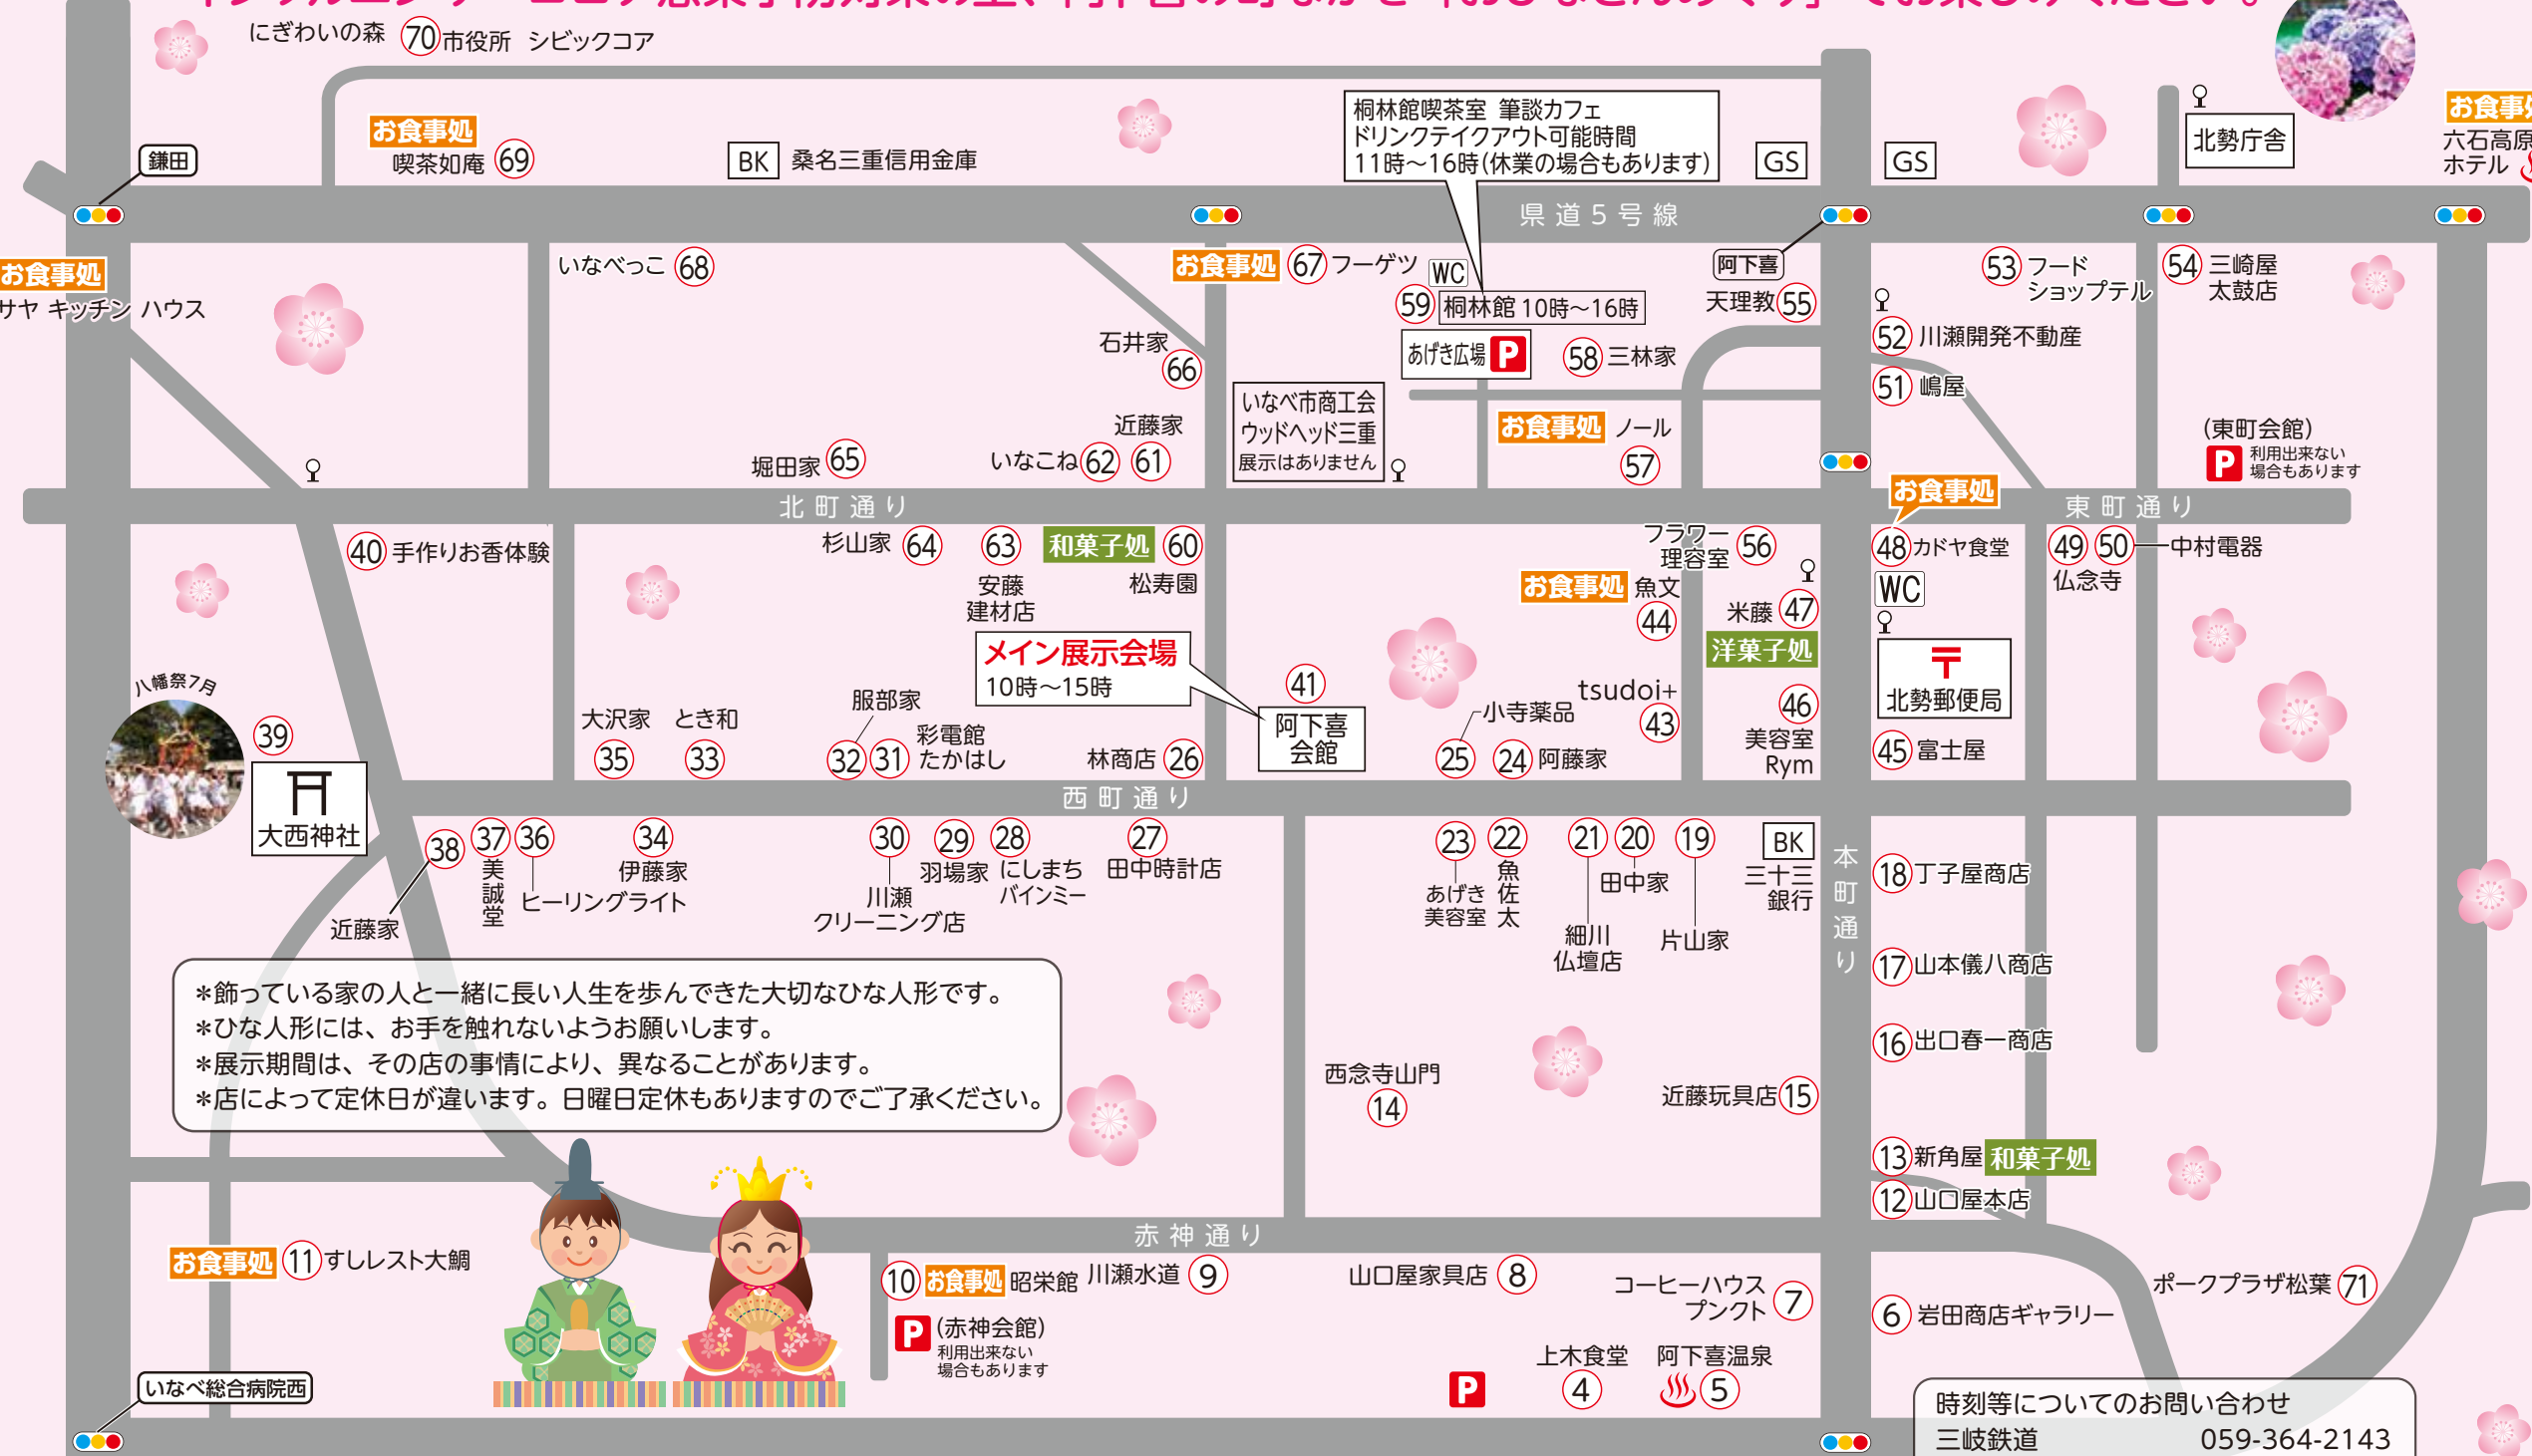 にぎわいの森 70 市役所 シビックコア
お食事処
喫茶如庵 69
鎌田
BK 桑名三重信用金庫
桐林館喫茶室 筆談カフェ
ドリンクテイクアウト可能時間
11時～16時(休業の場合もあります)
GS
GS
北勢庁舎
六石高原
ホテル
県道5号線
お食事処
サヤ キッチン ハウス
いなべっこ 68
お食事処 67 フーゲツ
WC
59 桐林館 10時～16時
あげき広場 P
58 三林家
阿下喜
天理教 55
53 フード
ショップテル
54 三崎屋
太鼓店
52 川瀬開発不動産
51 嶋屋
石井家
66
近藤家
いなこね 62 61
堀田家 65
いなべ市商工会
ウッドヘッド三重
展示はありません
お食事処 ノール
57
(東町会館)
P 利用出来ない
場合もあります
北町通り
お食事処
東町通り
40 手作りお香体験
杉山家 64
63
安藤
建材店
和菓子処 60
松寿園
フラワー
理容室 56
48 カドヤ食堂
WC
49 50 中村電器
仏念寺
お食事処 魚文
44
米藤 47
洋菓子処
〒
北勢郵便局
メイン展示会場
10時～15時
41
阿下喜
会館
tsudoi+
43
46
美容室
Rym
45 富士屋
八幡祭7月
39
大西神社
大沢家
35
とき和
33
服部家
32 31 彩電館
たかはし
林商店 26
小寺薬品
25 24 阿藤家
西町通り
38
近藤家
37
美誠堂
36
ヒーリングライト
34
伊藤家
30
川瀬
クリーニング店
29
羽場家
28
にしまち
バインミー
27
田中時計店
23
あげき
美容室
22
魚佐太
21
細川
仏壇店
20
田中家
19
片山家
BK
三十三
銀行
本町通り
18 丁子屋商店
17 山本儀八商店
16 出口春一商店
＊飾っている家の人と一緒に長い人生を歩んできた大切なひな人形です。
＊ひな人形には、お手を触れないようお願いします。
＊展示期間は、その店の事情により、異なることがあります。
＊店によって定休日が違います。日曜日定休もありますのでご了承ください。
西念寺山門
14
近藤玩具店 15
13 新角屋 和菓子処
12 山口屋本店
赤神通り
お食事処 11 すしレスト大鯛
10 お食事処 昭栄館
川瀬水道 9
山口屋家具店 8
コーヒーハウス
プンクト 7
6 岩田商店ギャラリー
ポークプラザ松葉 71
P (赤神会館)
利用出来ない
場合もあります
P
上木食堂
4
阿下喜温泉
5
いなべ総合病院西
時刻等についてのお問い合わせ
三岐鉄道 059-364-2143